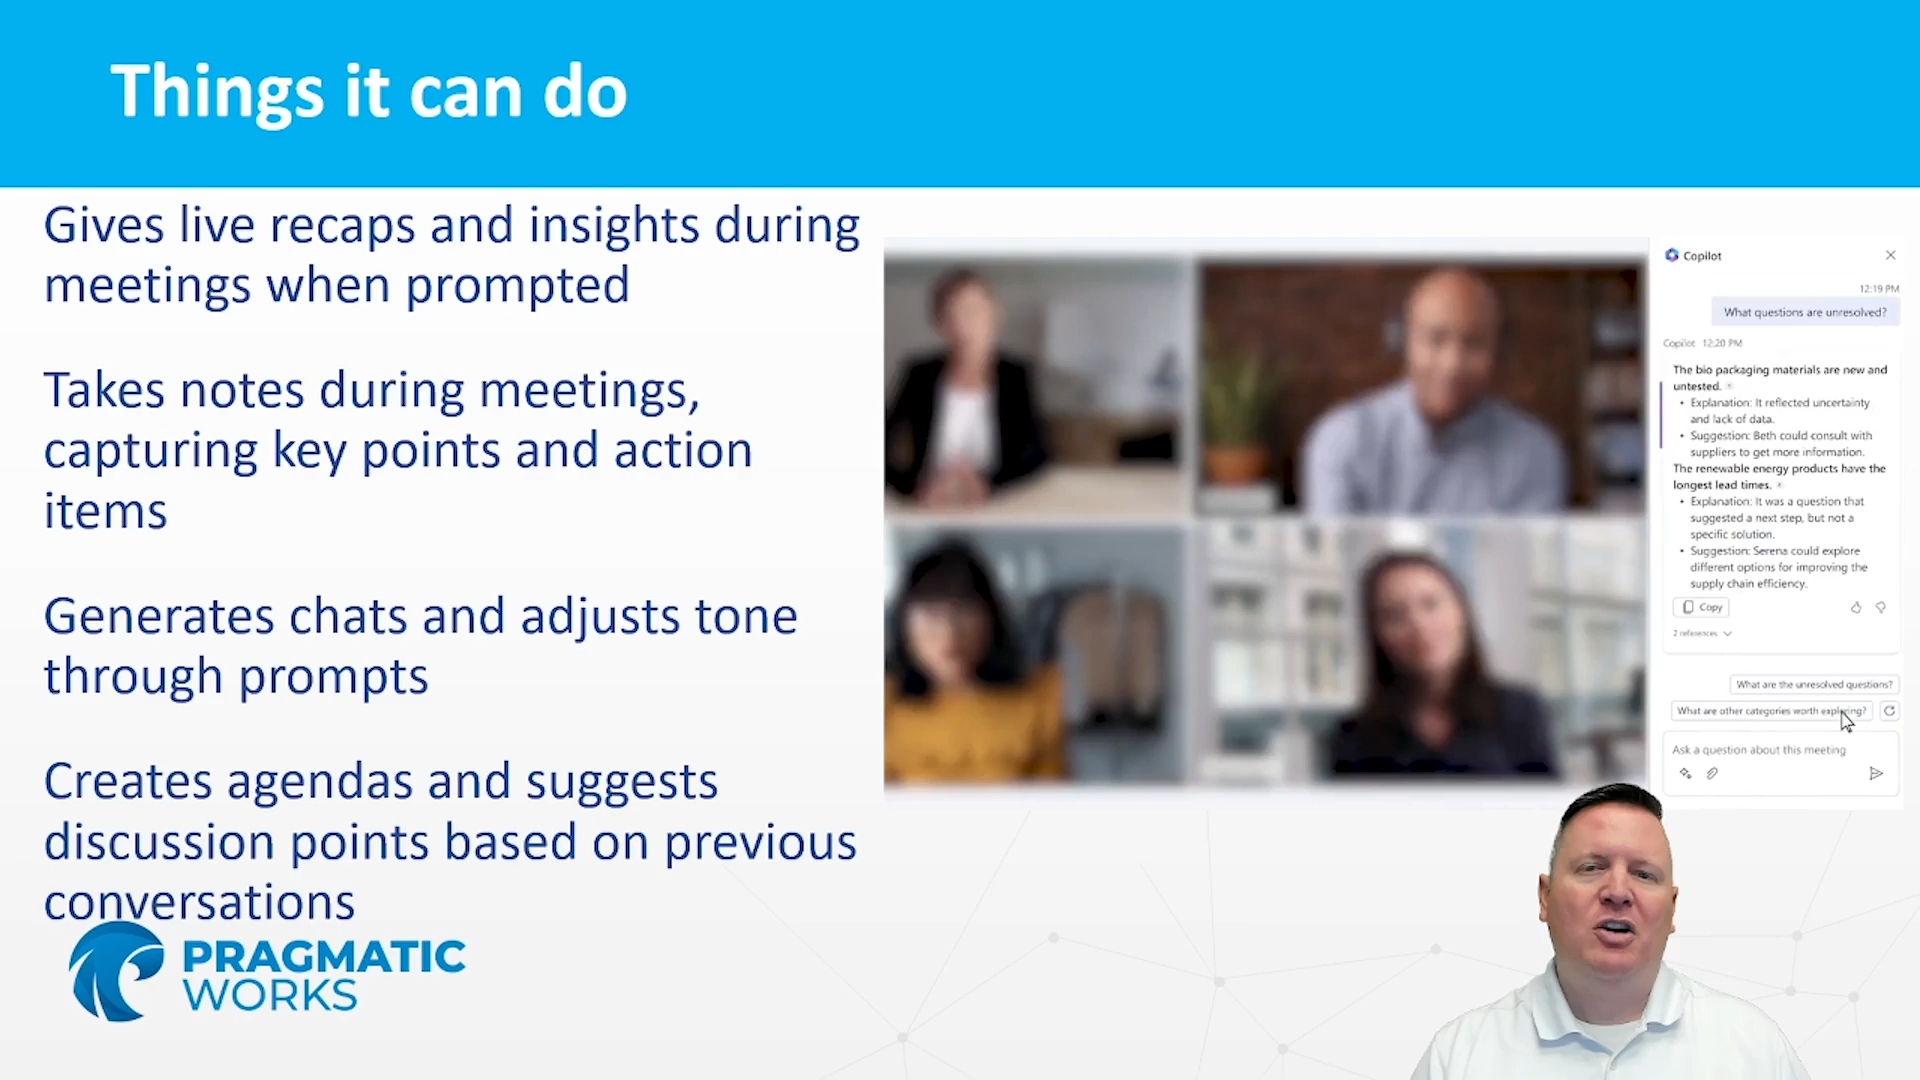 Things it can do
Gives live recaps and insights during
meetings when prompted
Takes notes during meetings,
capturing key points and action
items
Generates chats and adjusts tone
through prompts
Creates agendas and suggests
discussion points based on previous
conversations
PRAGMATIC
WORKS
Copilot
12:19 PM
What questions are unresolved?
Copilot 12:20 PM
The bio packaging materials are new and
untested.
• Explanation: It reflected uncertainty
and lack of data.
• Suggestion: Beth could consult with
suppliers to get more information.
The renewable energy products have the
longest lead times.
• Explanation: It was a question that
suggested a next step, but not a
specific solution.
• Suggestion: Serena could explore
different options for improving the
supply chain efficiency.
Copy
2 references
What are the unresolved questions?
What are other categories worth exploring?
Ask a question about this meeting